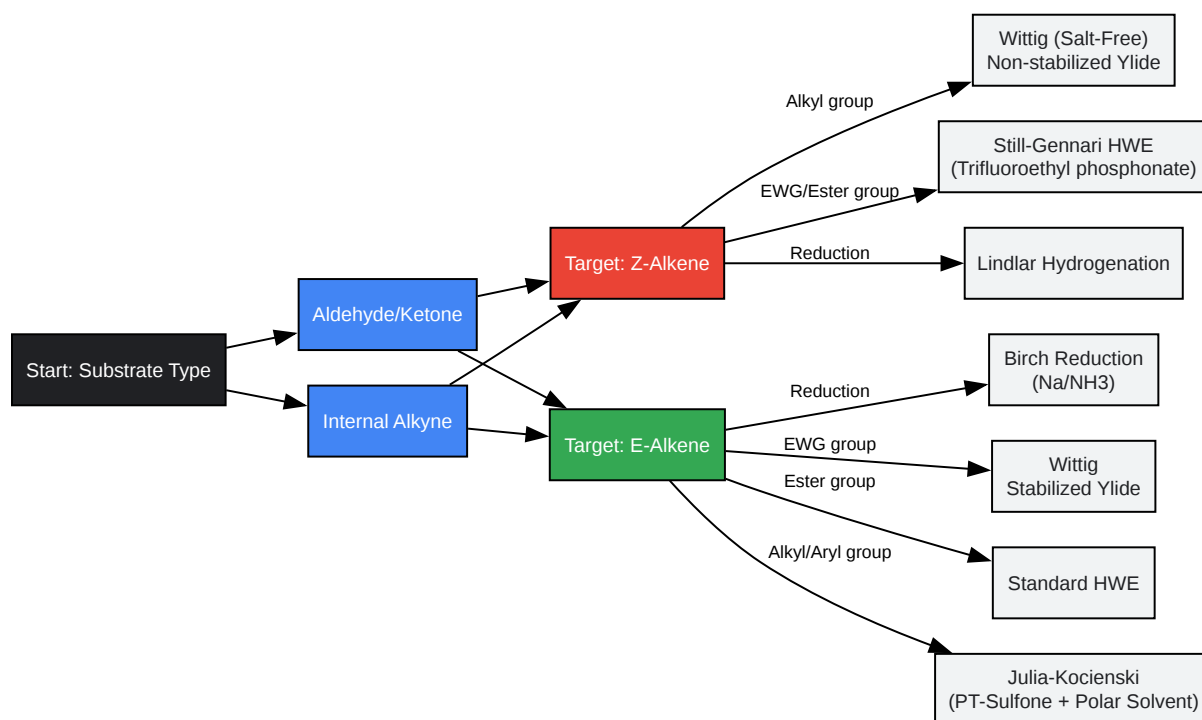 Start: Substrate Type
Aldehyde/Ketone
Internal Alkyne
Target: Z-Alkene
Target: E-Alkene
Alkyl group
EWG/Ester group
Reduction
Reduction
EWG group
Ester group
Alkyl/Aryl group
Wittig (Salt-Free)
Non-stabilized Ylide
Still-Gennari HWE
(Trifluoroethyl phosphonate)
Lindlar Hydrogenation
Birch Reduction
(Na/NH3)
Wittig
Stabilized Ylide
Standard HWE
Julia-Kocienski
(PT-Sulfone + Polar Solvent)